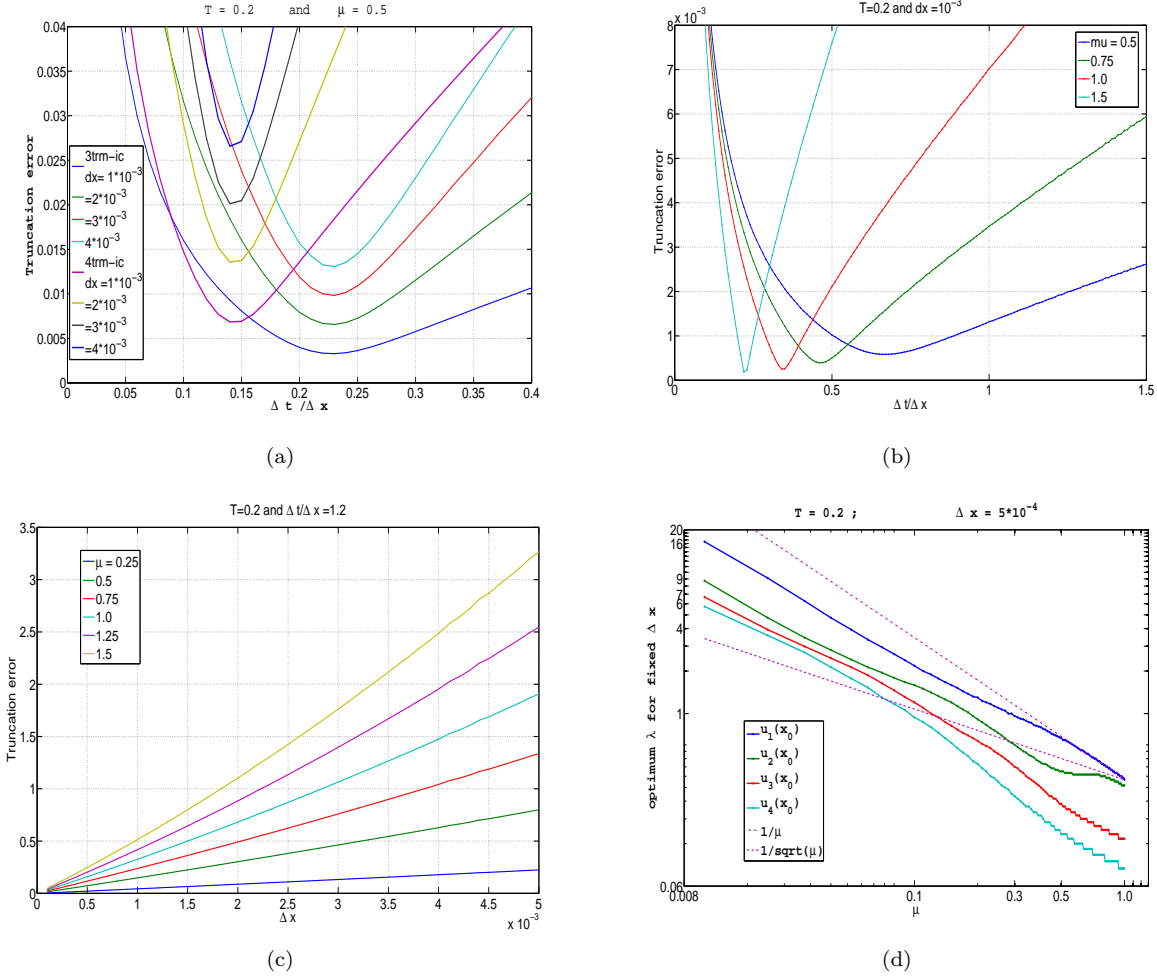 T = 0.2 and μ = 0.5
0.04
0.035
0.03
0.025
0.02
0.015
0.01
0.005
0
Truncation error
3trm-ic
dx= 1*10⁻³
=2*10⁻³
=3*10⁻³
4*10⁻³
4trm-ic
dx =1*10⁻³
=2*10⁻³
=3*10⁻³
=4*10⁻³
0 0.05 0.1 0.15 0.2 0.25 0.3 0.35 0.4
Δ t /Δ x
(a)
x 10⁻³
T=0.2 and dx =10⁻³
8
7
6
5
4
3
2
1
0
Truncation error
mu = 0.5
0.75
1.0
1.5
0 0.5 1 1.5
Δ t/Δ x
(b)
T=0.2 and Δ t/Δ x =1.2
3.5
3
2.5
2
1.5
1
0.5
0
Truncation error
μ = 0.25
0.5
0.75
1.0
1.25
1.5
0 0.5 1 1.5 2 2.5 3 3.5 4 4.5 5
x 10⁻³
Δ x
(c)
T = 0.2 ; Δ x = 5*10⁻⁴
20
16
9
7
6
4
1
0.06
optimum λ for fixed Δ x
u₁(x₀)
u₂(x₀)
u₃(x₀)
u₄(x₀)
1/μ
1/sqrt(μ)
0.008 0.1 0.3 0.5 1.0
μ
(d)